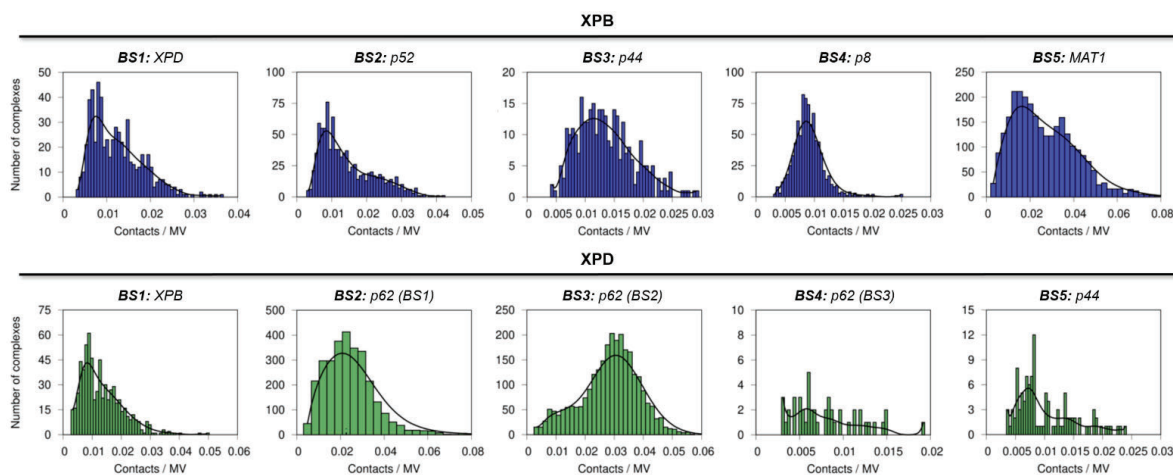 XPB
BS1: XPD
BS2: p52
BS3: p44
BS4: p8
BS5: MAT1
Number of complexes
50
40
30
20
10
0
0 0.01 0.02 0.03 0.04
Contacts / MV
100
75
50
25
0
0 0.01 0.02 0.03 0.04 0.05
Contacts / MV
20
15
10
5
0
0 0.005 0.01 0.015 0.02 0.025 0.03
Contacts / MV
100
75
50
25
0
0 0.005 0.01 0.015 0.02 0.025 0.03
Contacts / MV
250
200
150
100
50
0
0 0.02 0.04 0.06 0.08
Contacts / MV
XPD
BS1: XPB
BS2: p62 (BS1)
BS3: p62 (BS2)
BS4: p62 (BS3)
BS5: p44
Number of complexes
75
60
45
30
15
0
0 0.01 0.02 0.03 0.04 0.05 0.06
Contacts / MV
500
400
300
200
100
0
0 0.02 0.04 0.06 0.08
Contacts / MV
250
200
150
100
50
0
0 0.01 0.02 0.03 0.04 0.05 0.06
Contacts / MV
10
8
6
4
2
0
0 0.005 0.01 0.015 0.02
Contacts / MV
15
12
9
6
3
0
0 0.005 0.01 0.015 0.02 0.025 0.03
Contacts / MV